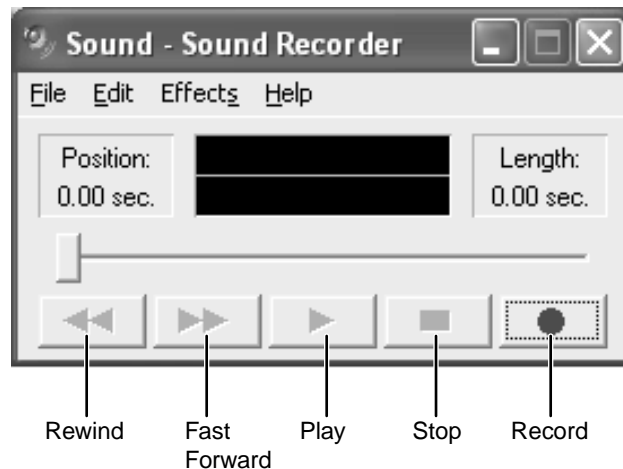 Sound - Sound Recorder
File Edit Effects Help
Position:
0.00 sec.
Length:
0.00 sec.
Rewind
Fast
Forward
Play
Stop
Record